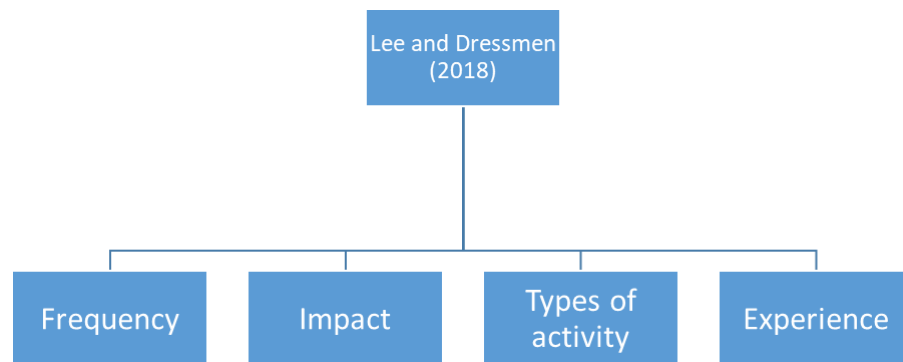 Lee and Dressmen
(2018)
Frequency
Impact
Types of
activity
Experience